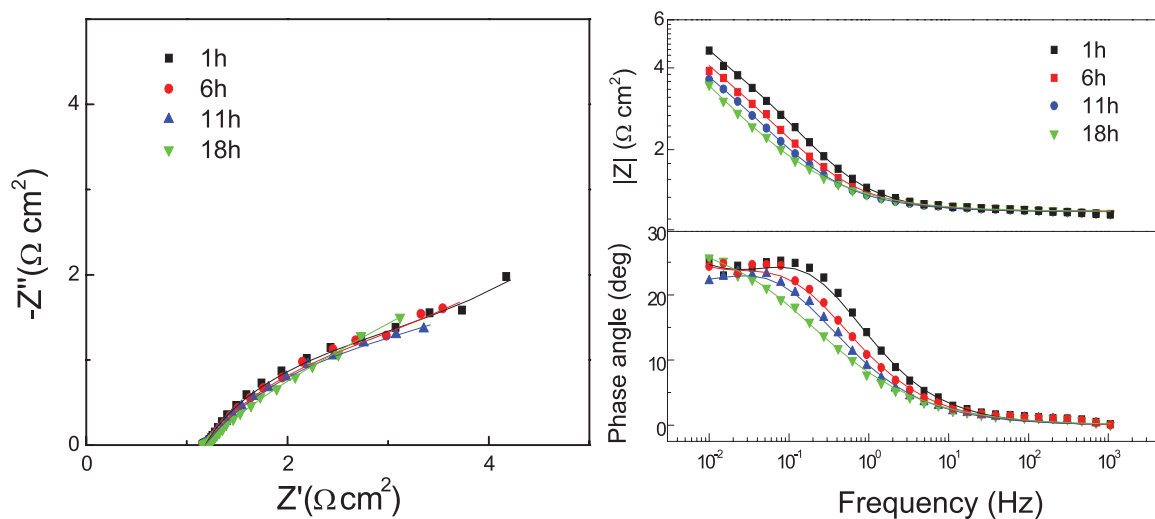 4
2
0
-Z"(Ω cm²)
1h
6h
11h
18h
0
2
4
Z'(Ω cm²)
6
4
2
|Z| (Ω cm²)
1h
6h
11h
18h
30
20
10
0
Phase angle (deg)
10⁻²
10⁻¹
10⁰
10¹
10²
10³
Frequency (Hz)